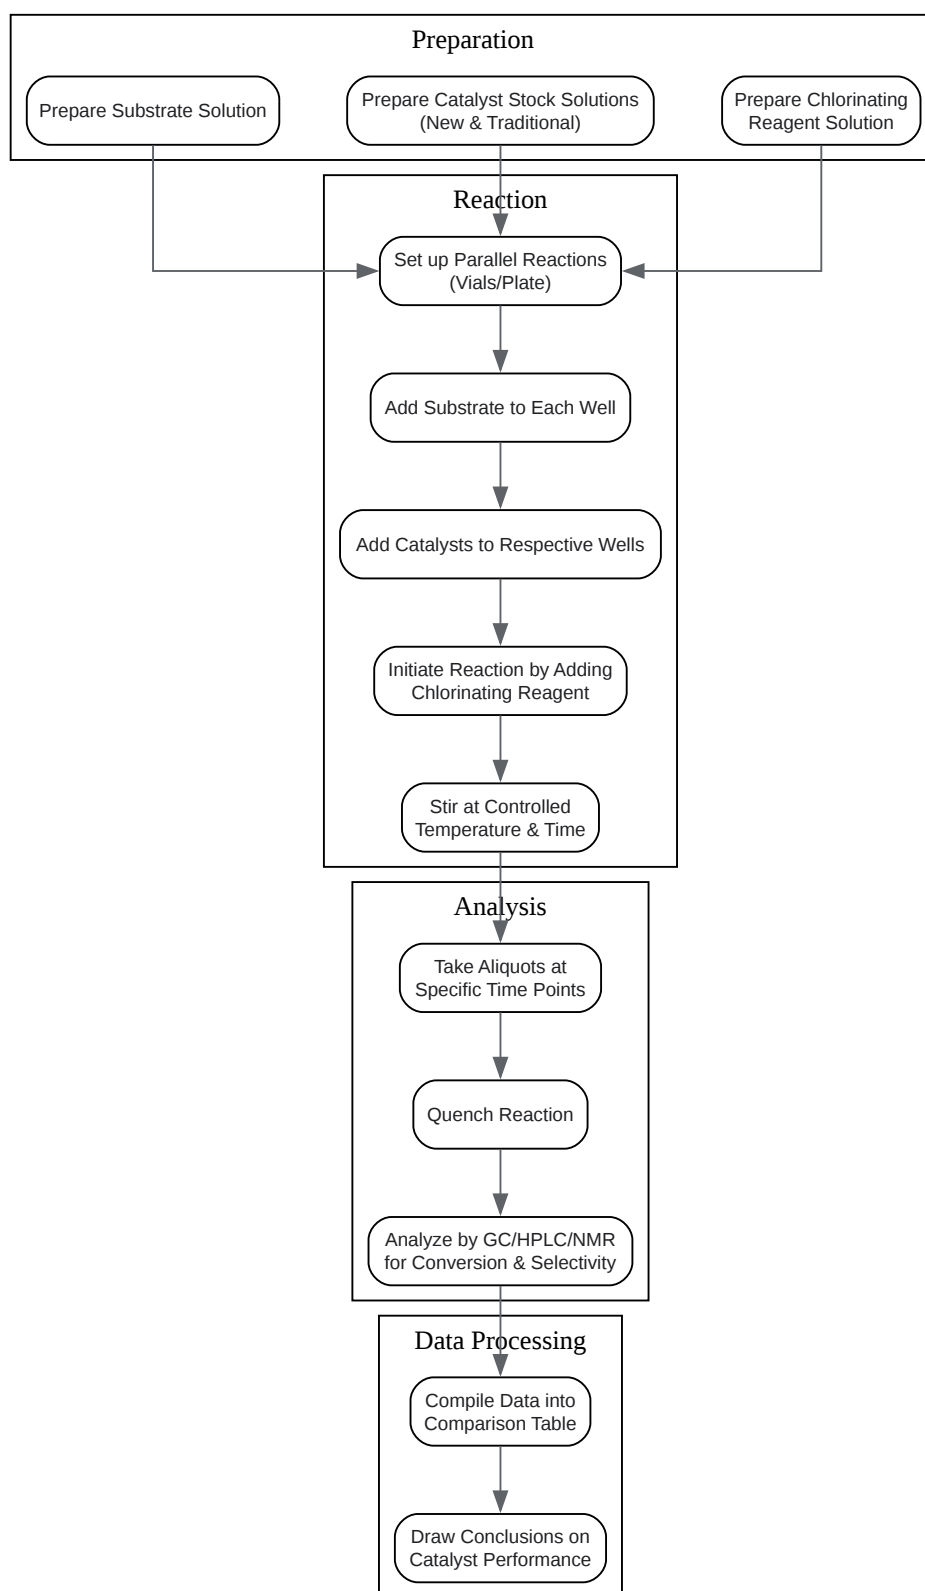 Preparation
Prepare Substrate Solution
Prepare Catalyst Stock Solutions
(New & Traditional)
Prepare Chlorinating
Reagent Solution
Reaction
Set up Parallel Reactions
(Vials/Plate)
Add Substrate to Each Well
Add Catalysts to Respective Wells
Initiate Reaction by Adding
Chlorinating Reagent
Stir at Controlled
Temperature & Time
Analysis
Take Aliquots at
Specific Time Points
Quench Reaction
Analyze by GC/HPLC/NMR
for Conversion & Selectivity
Data Processing
Compile Data into
Comparison Table
Draw Conclusions on
Catalyst Performance